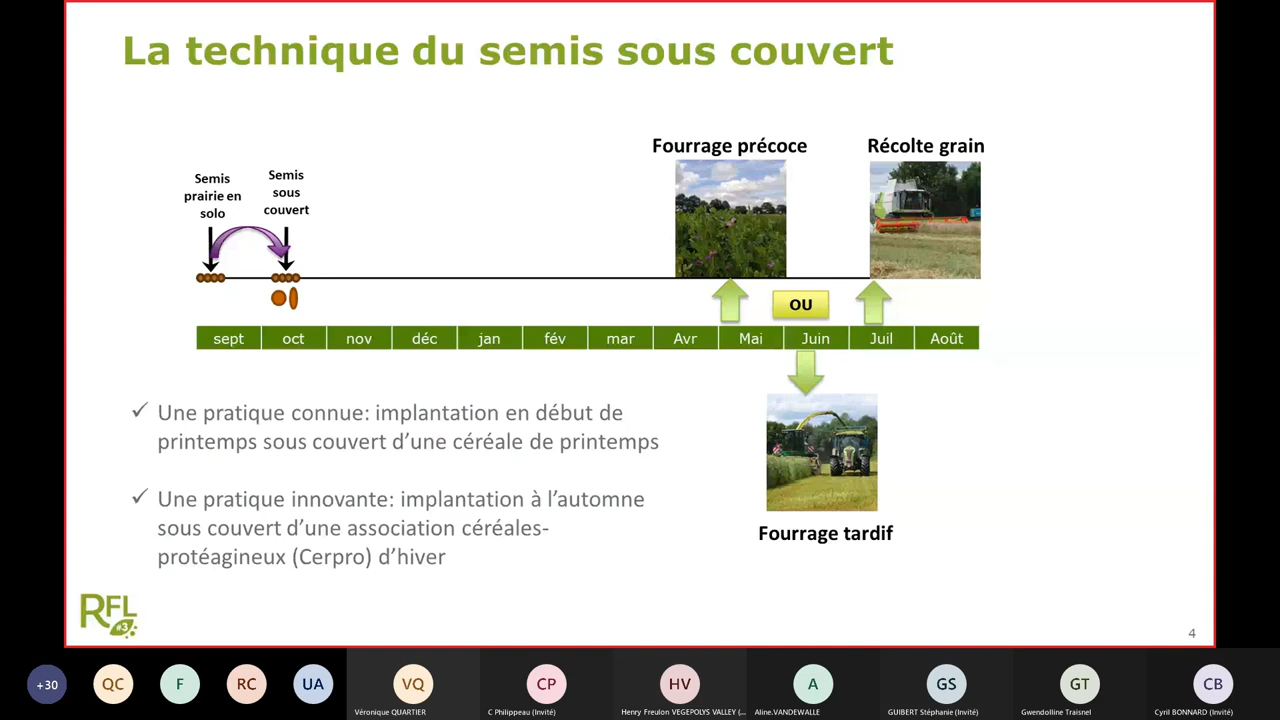 La technique du semis sous couvert
Fourrage précoce
Récolte grain
Semis
prairie en
solo
Semis
sous
couvert
OU
sept oct nov déc jan fév mar Avr Mai Juin Juil Août
✓ Une pratique connue: implantation en début de
printemps sous couvert d'une céréale de printemps
✓ Une pratique innovante: implantation à l'automne
sous couvert d'une association céréales-
protéagineux (Cerpro) d'hiver
Fourrage tardif
RFL
#3
4
+30 QC F RC UA VQ CP HV A GS GT CB
Véronique QUARTIER
C Philippeau (Invité)
Henry Freulon VEGEPOLYS VALLEY (...
Aline.VANDEWALLE
GUIBERT Stéphanie (Invité)
Gwendolline Traisnel
Cyril BONNARD (Invité)